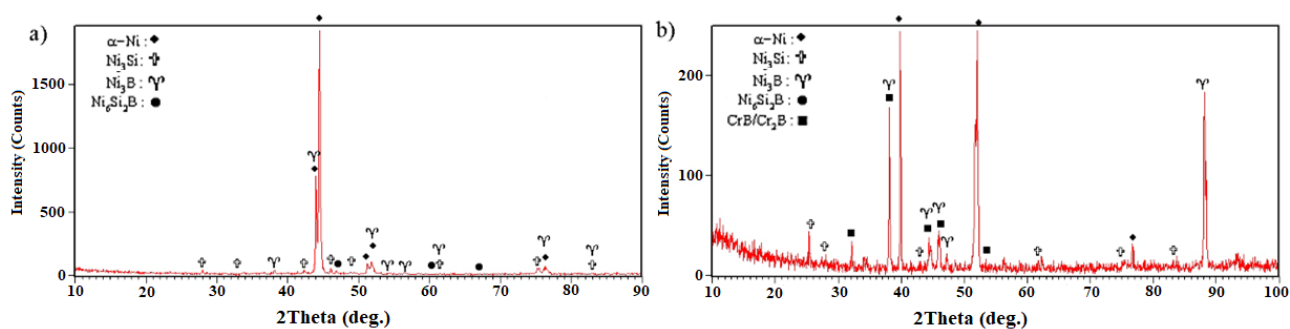 a)
α-Ni : ◆
Ni₃Si : ✞
Ni₃B : ♈
Ni₆Si₂B : ●
Intensity (Counts)
1500
1000
500
0
10 20 30 40 50 60 70 80 90
2Theta (deg.)
b)
α-Ni : ◆
Ni₃Si : ✞
Ni₃B : ♈
Ni₆Si₂B : ●
CrB/Cr₂B : ■
Intensity (Counts)
200
100
0
10 20 30 40 50 60 70 80 90 100
2Theta (deg.)